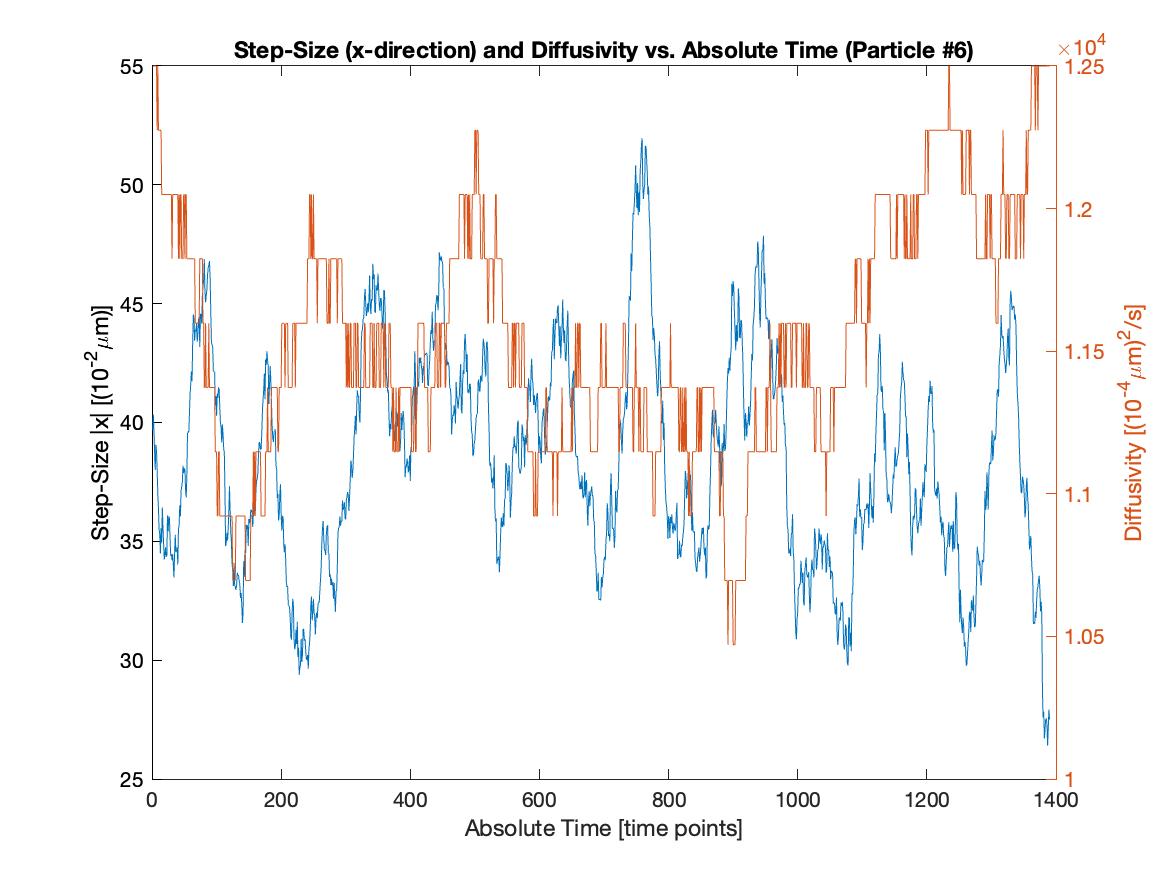 Step-Size (x-direction) and Diffusivity vs. Absolute Time (Particle #6)
×10⁴
55
50
45
40
35
30
25
Step-Size |x| [(10⁻² μm)]
1.25
1.2
1.15
1.1
1.05
1
Diffusivity [(10⁻⁴ μm)²/s]
0 200 400 600 800 1000 1200 1400
Absolute Time [time points]